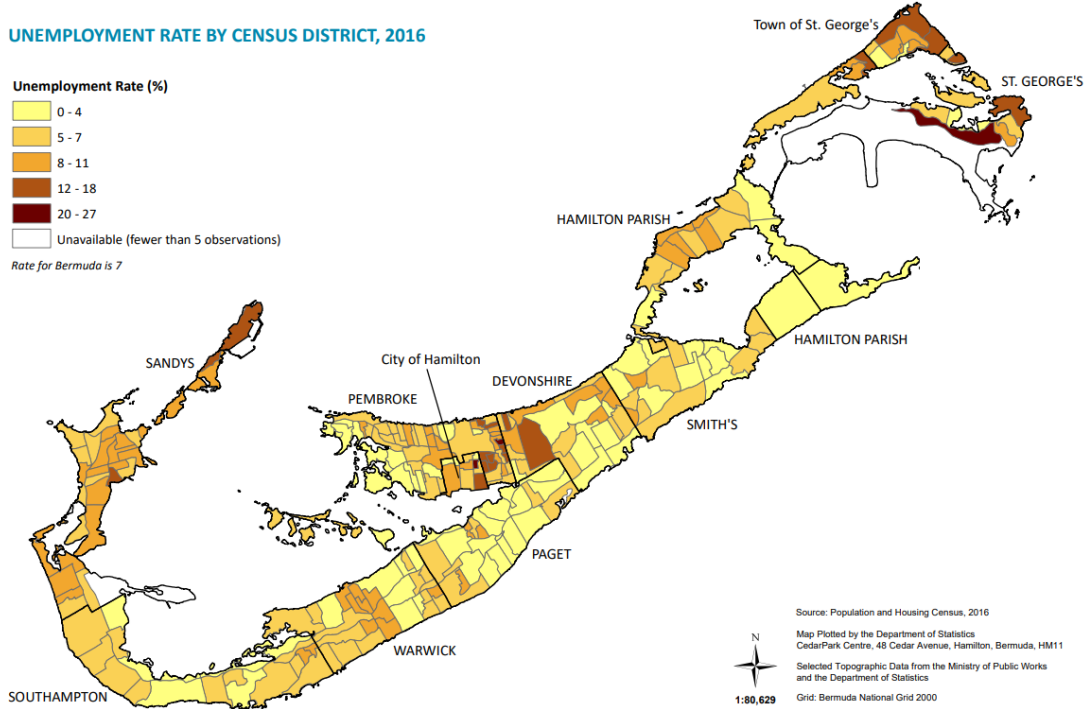 UNEMPLOYMENT RATE BY CENSUS DISTRICT, 2016
Unemployment Rate (%)
0 - 4
5 - 7
8 - 11
12 - 18
20 - 27
Unavailable (fewer than 5 observations)
Rate for Bermuda is 7
Town of St. George's
ST. GEORGE'S
HAMILTON PARISH
HAMILTON PARISH
SANDYS
City of Hamilton
DEVONSHIRE
PEMBROKE
SMITH'S
PAGET
WARWICK
SOUTHAMPTON
Source: Population and Housing Census, 2016
Map Plotted by the Department of Statistics
CedarPark Centre, 48 Cedar Avenue, Hamilton, Bermuda, HM11
Selected Topographic Data from the Ministry of Public Works
and the Department of Statistics
Grid: Bermuda National Grid 2000
N
1:80,629